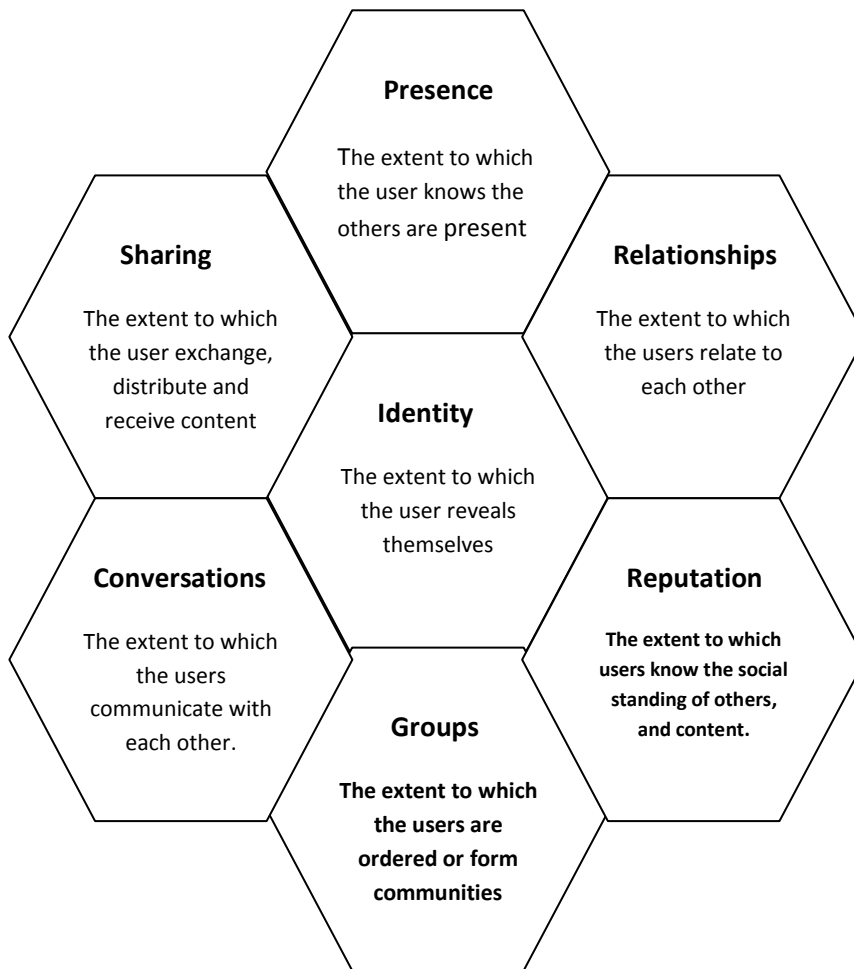 Presence
The extent to which
the user knows the
others are present
Sharing
The extent to which
the user exchange,
distribute and
receive content
Relationships
The extent to which
the users relate to
each other
Identity
The extent to which
the user reveals
themselves
Conversations
The extent to which
the users
communicate with
each other.
Reputation
The extent to which
users know the social
standing of others,
and content.
Groups
The extent to which
the users are
ordered or form
communities